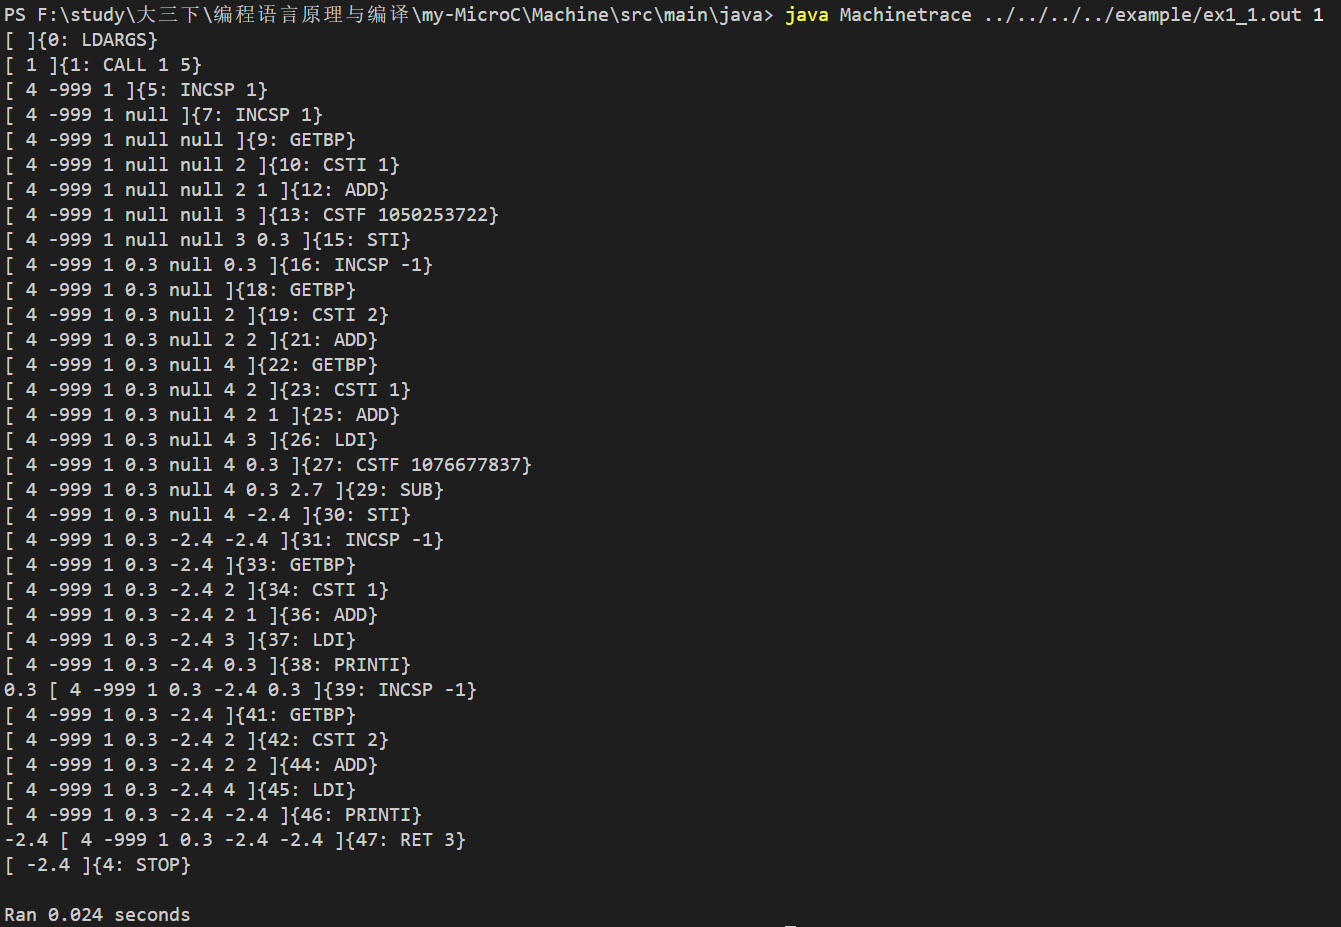 PS F:\study\大三下\编程语言原理与编译\my-MicroC\Machine\src\main\java> java Machinetrace ../../../../example/ex1_1.out 1
[ ]{0: LDARGS}
[ 1 ]{1: CALL 1 5}
[ 4 -999 1 ]{5: INCSP 1}
[ 4 -999 1 null ]{7: INCSP 1}
[ 4 -999 1 null null ]{9: GETBP}
[ 4 -999 1 null null 2 ]{10: CSTI 1}
[ 4 -999 1 null null 2 1 ]{12: ADD}
[ 4 -999 1 null null 3 ]{13: CSTF 1050253722}
[ 4 -999 1 null null 3 0.3 ]{15: STI}
[ 4 -999 1 0.3 null 0.3 ]{16: INCSP -1}
[ 4 -999 1 0.3 null ]{18: GETBP}
[ 4 -999 1 0.3 null 2 ]{19: CSTI 2}
[ 4 -999 1 0.3 null 2 2 ]{21: ADD}
[ 4 -999 1 0.3 null 4 ]{22: GETBP}
[ 4 -999 1 0.3 null 4 2 ]{23: CSTI 1}
[ 4 -999 1 0.3 null 4 2 1 ]{25: ADD}
[ 4 -999 1 0.3 null 4 3 ]{26: LDI}
[ 4 -999 1 0.3 null 4 0.3 ]{27: CSTF 1076677837}
[ 4 -999 1 0.3 null 4 0.3 2.7 ]{29: SUB}
[ 4 -999 1 0.3 null 4 -2.4 ]{30: STI}
[ 4 -999 1 0.3 -2.4 -2.4 ]{31: INCSP -1}
[ 4 -999 1 0.3 -2.4 ]{33: GETBP}
[ 4 -999 1 0.3 -2.4 2 ]{34: CSTI 1}
[ 4 -999 1 0.3 -2.4 2 1 ]{36: ADD}
[ 4 -999 1 0.3 -2.4 3 ]{37: LDI}
[ 4 -999 1 0.3 -2.4 0.3 ]{38: PRINTI}
0.3 [ 4 -999 1 0.3 -2.4 0.3 ]{39: INCSP -1}
[ 4 -999 1 0.3 -2.4 ]{41: GETBP}
[ 4 -999 1 0.3 -2.4 2 ]{42: CSTI 2}
[ 4 -999 1 0.3 -2.4 2 2 ]{44: ADD}
[ 4 -999 1 0.3 -2.4 4 ]{45: LDI}
[ 4 -999 1 0.3 -2.4 -2.4 ]{46: PRINTI}
-2.4 [ 4 -999 1 0.3 -2.4 -2.4 ]{47: RET 3}
[ -2.4 ]{4: STOP}
Ran 0.024 seconds